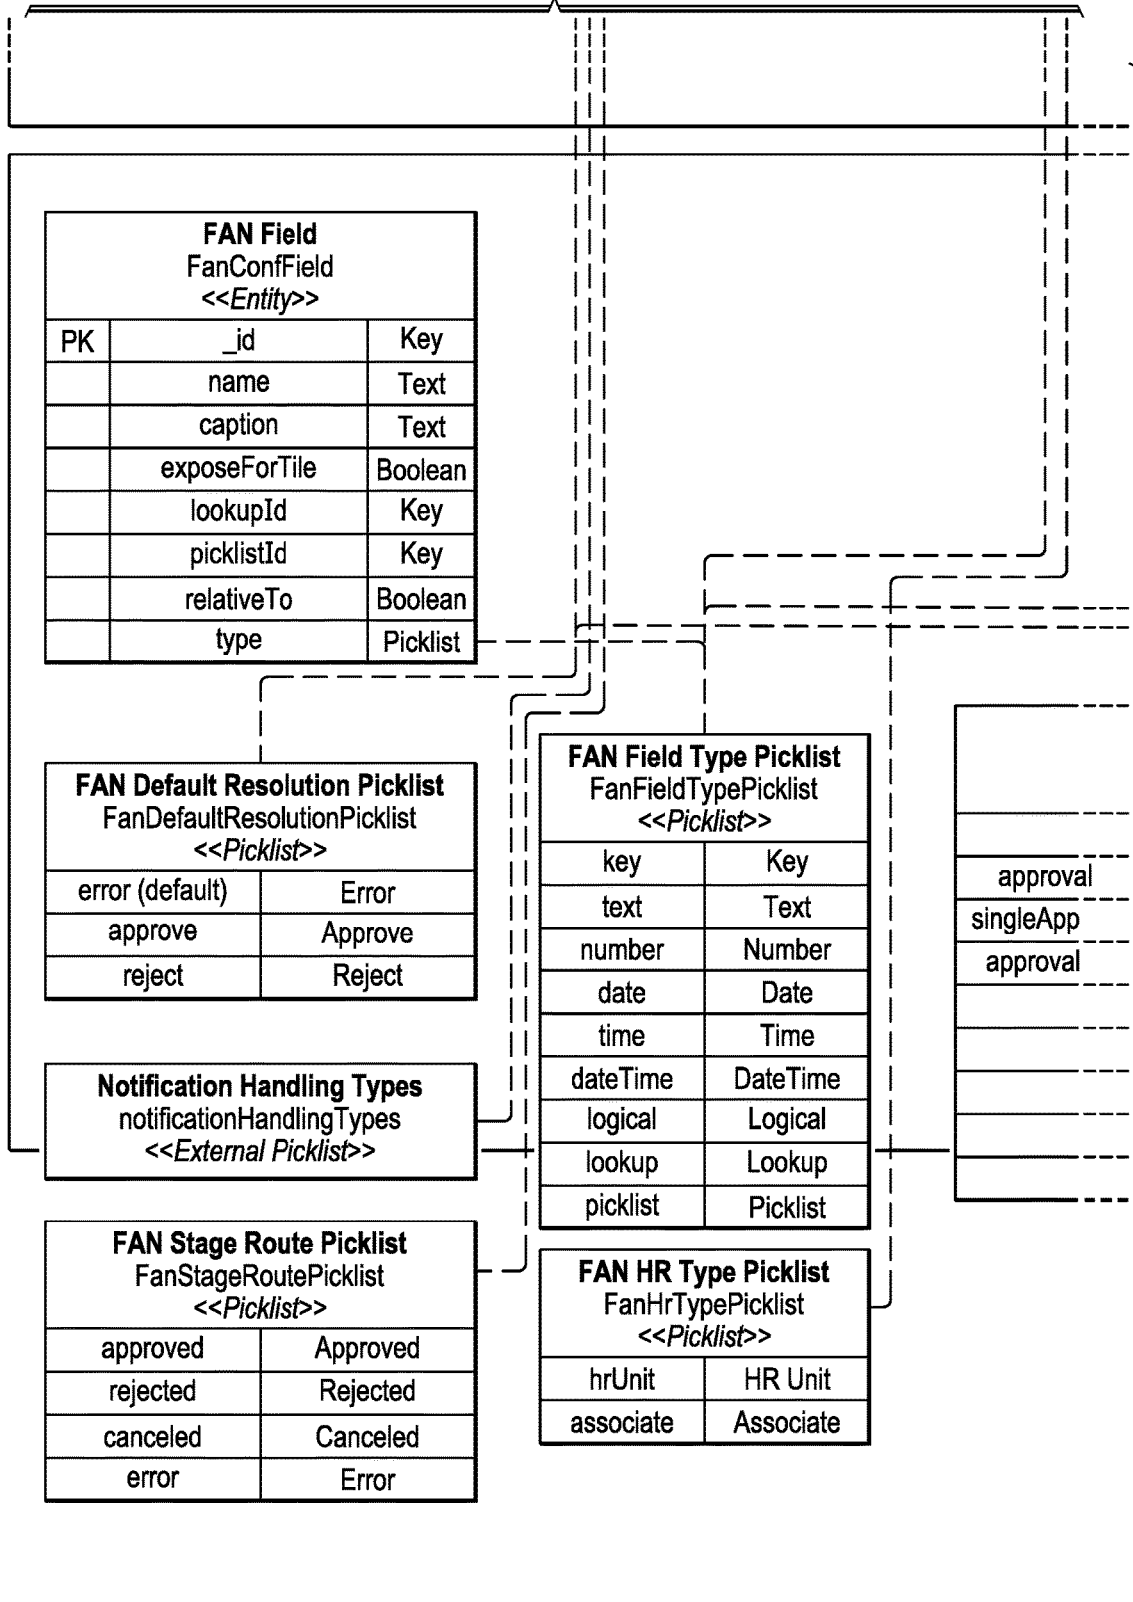 FAN Field
FanConfField
<<Entity>>
PK _id Key
name Text
caption Text
exposeForTile Boolean
lookupId Key
picklistId Key
relativeTo Boolean
type Picklist
FAN Default Resolution Picklist
FanDefaultResolutionPicklist
<<Picklist>>
error (default) Error
approve Approve
reject Reject
Notification Handling Types
notificationHandlingTypes
<<External Picklist>>
FAN Stage Route Picklist
FanStageRoutePicklist
<<Picklist>>
approved Approved
rejected Rejected
canceled Canceled
error Error
FAN Field Type Picklist
FanFieldTypePicklist
<<Picklist>>
key Key
text Text
number Number
date Date
time Time
dateTime DateTime
logical Logical
lookup Lookup
picklist Picklist
FAN HR Type Picklist
FanHrTypePicklist
<<Picklist>>
hrUnit HR Unit
associate Associate
approval
singleApp
approval